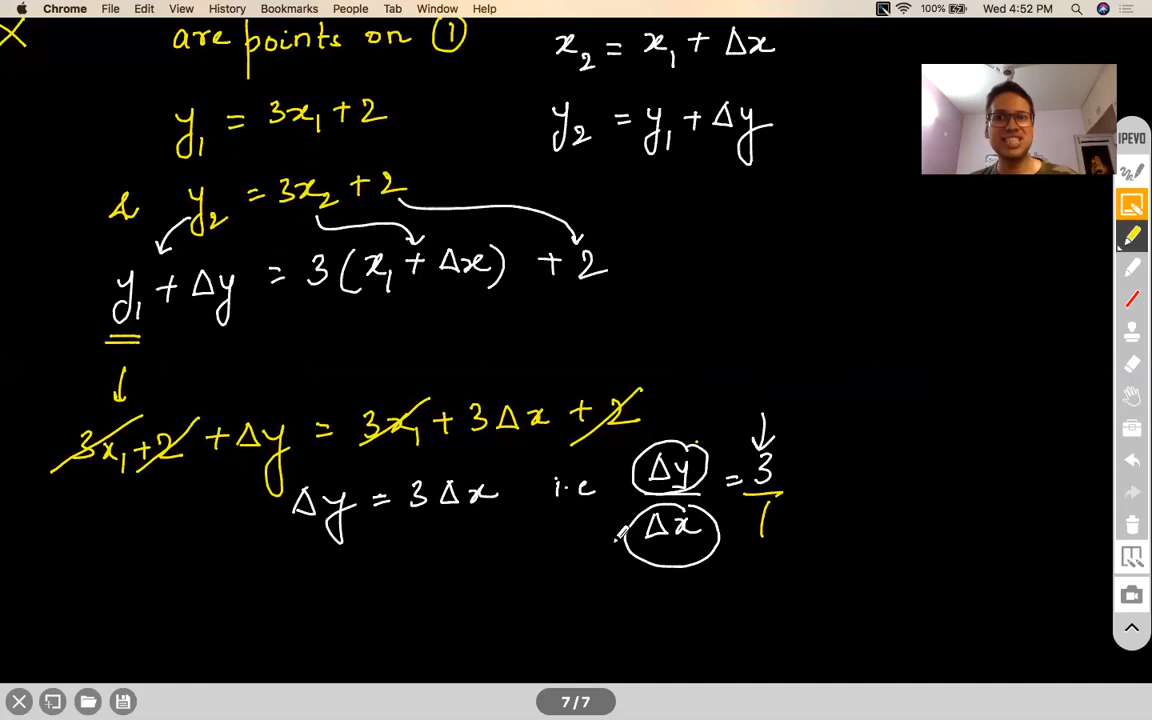 Chrome File Edit View History Bookmarks People Tab Window Help 100% Wed 4:52 PM
are points on ①
x₂ = x₁ + Δx
y₁ = 3x₁ + 2
y₂ = y₁ + Δy
& y₂ = 3x₂ + 2
y₁ + Δy = 3(x₁ + Δx) + 2
3x₁ + 2 + Δy = 3x₁ + 3Δx + 2
Δy = 3Δx i.e Δy/Δx = 3/1
IPEVO
7/7